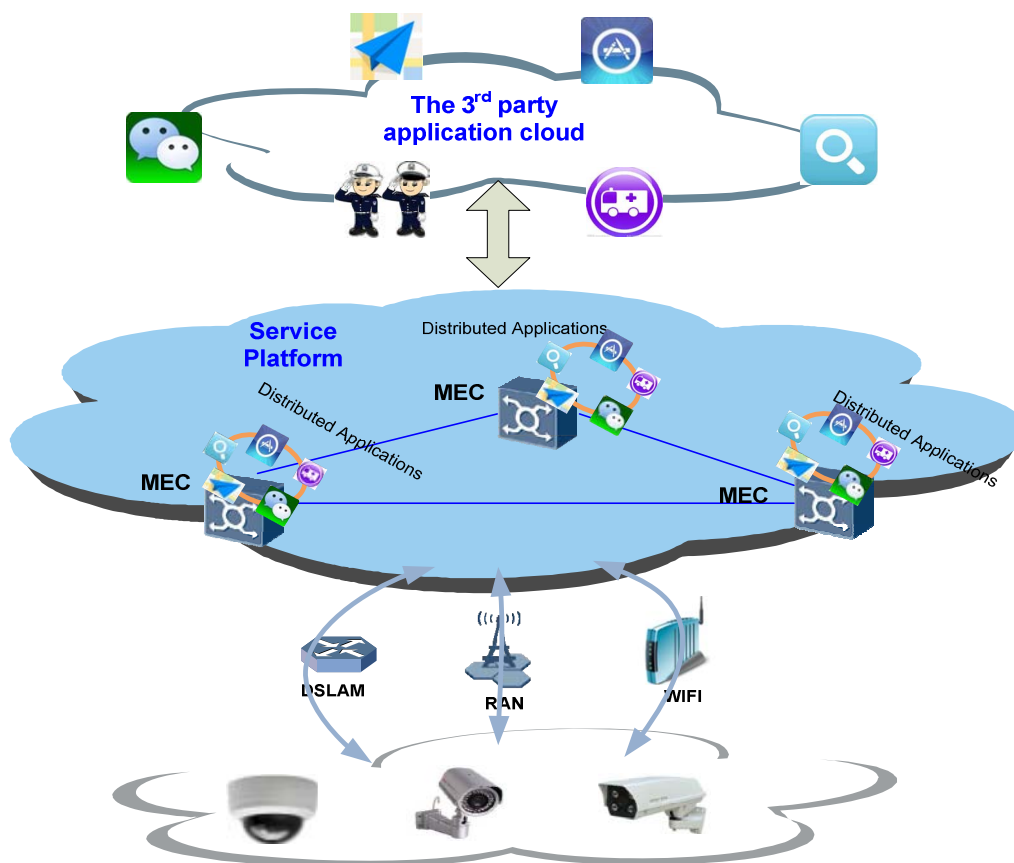 The 3rd party
application cloud
Service
Platform
Distributed Applications
MEC
Distributed Applications
MEC
Distributed Applications
MEC
DSLAM
RAN
WIFI